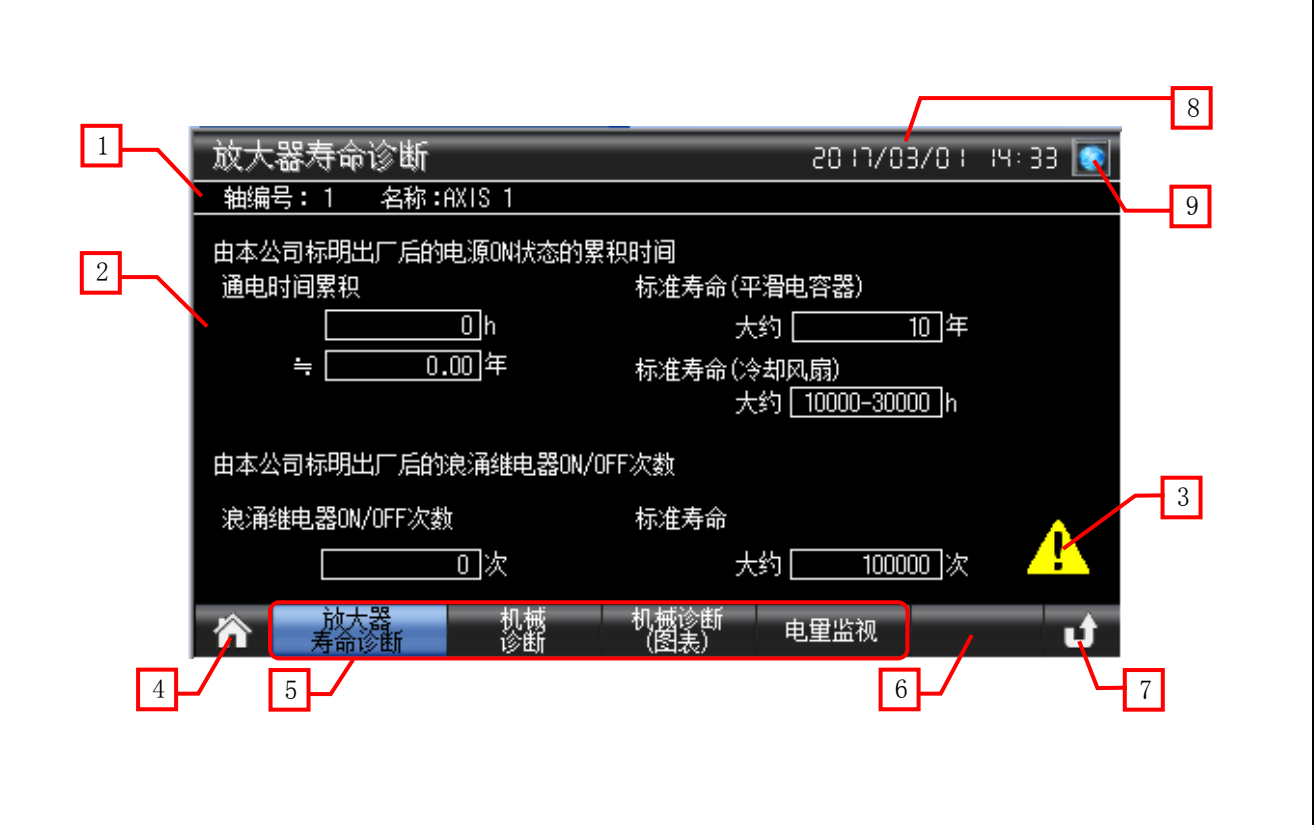 8
1
放大器寿命诊断 2017/03/01 14:33
轴编号: 1 名称:AXIS 1
9
由本公司标明出厂后的电源ON状态的累积时间
2
通电时间累积 标准寿命(平滑电容器)
0h 大约 10年
≒ 0.00年 标准寿命(冷却风扇)
大约 10000-30000 h
由本公司标明出厂后的浪涌继电器ON/OFF次数
3
浪涌继电器ON/OFF次数 标准寿命
0次 大约 100000 次
放大器 机械 机械诊断 电量监视
寿命诊断 诊断 (图表)
4 5 6 7